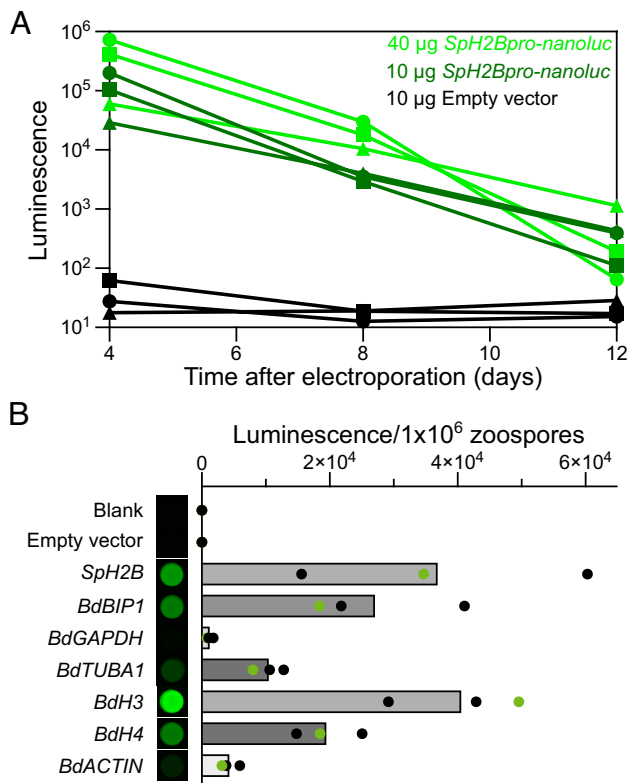 A
10⁶
10⁵
10⁴
10³
10²
10¹
Luminescence
40 µg SpH2Bpro-nanoluc
10 µg SpH2Bpro-nanoluc
10 µg Empty vector
4 6 8 10 12
Time after electroporation (days)
B
Luminescence/1x10⁶ zoospores
0 2×10⁴ 4×10⁴ 6×10⁴
Blank
Empty vector
SpH2B
BdBIP1
BdGAPDH
BdTUBA1
BdH3
BdH4
BdACTIN